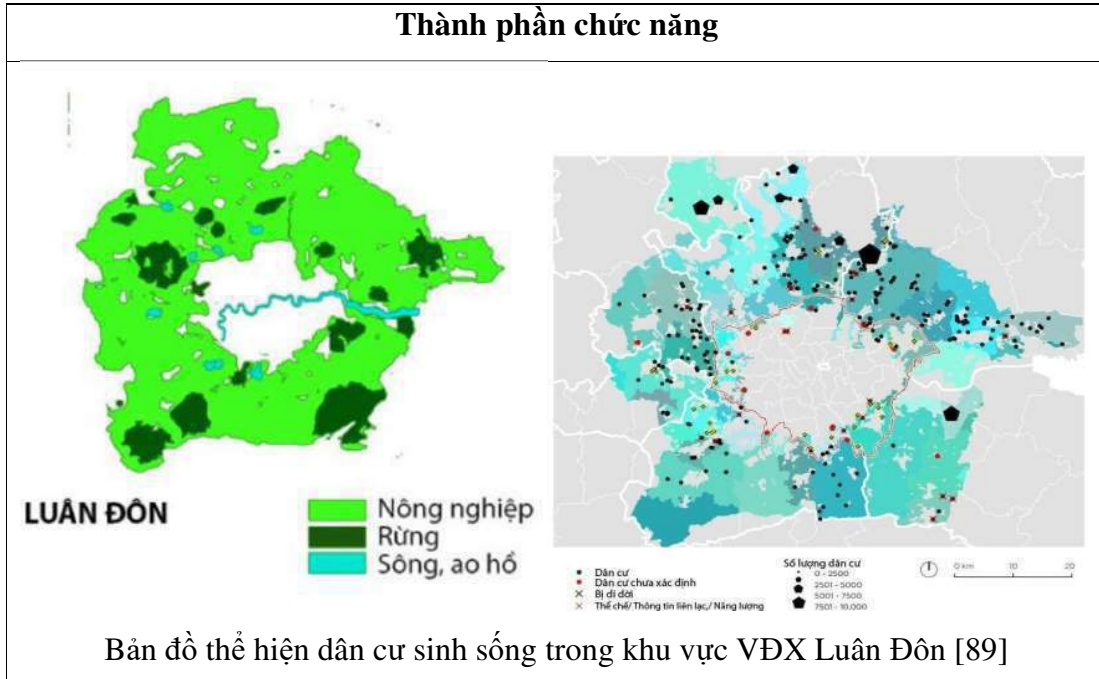 Thành phần chức năng
LUÂN ĐÔN
Nông nghiệp
Rừng
Sông, ao hồ
Dân cư
Dân cư chưa xác định
Bị di dời
Thể chế/ Thông tin liên lạc,/ Năng lượng
Số lượng dân cư
0 - 2500
2501 - 5000
5001 - 7500
7501 - 10,000
0 km 10 20
Bản đồ thể hiện dân cư sinh sống trong khu vực VĐX Luân Đôn [89]